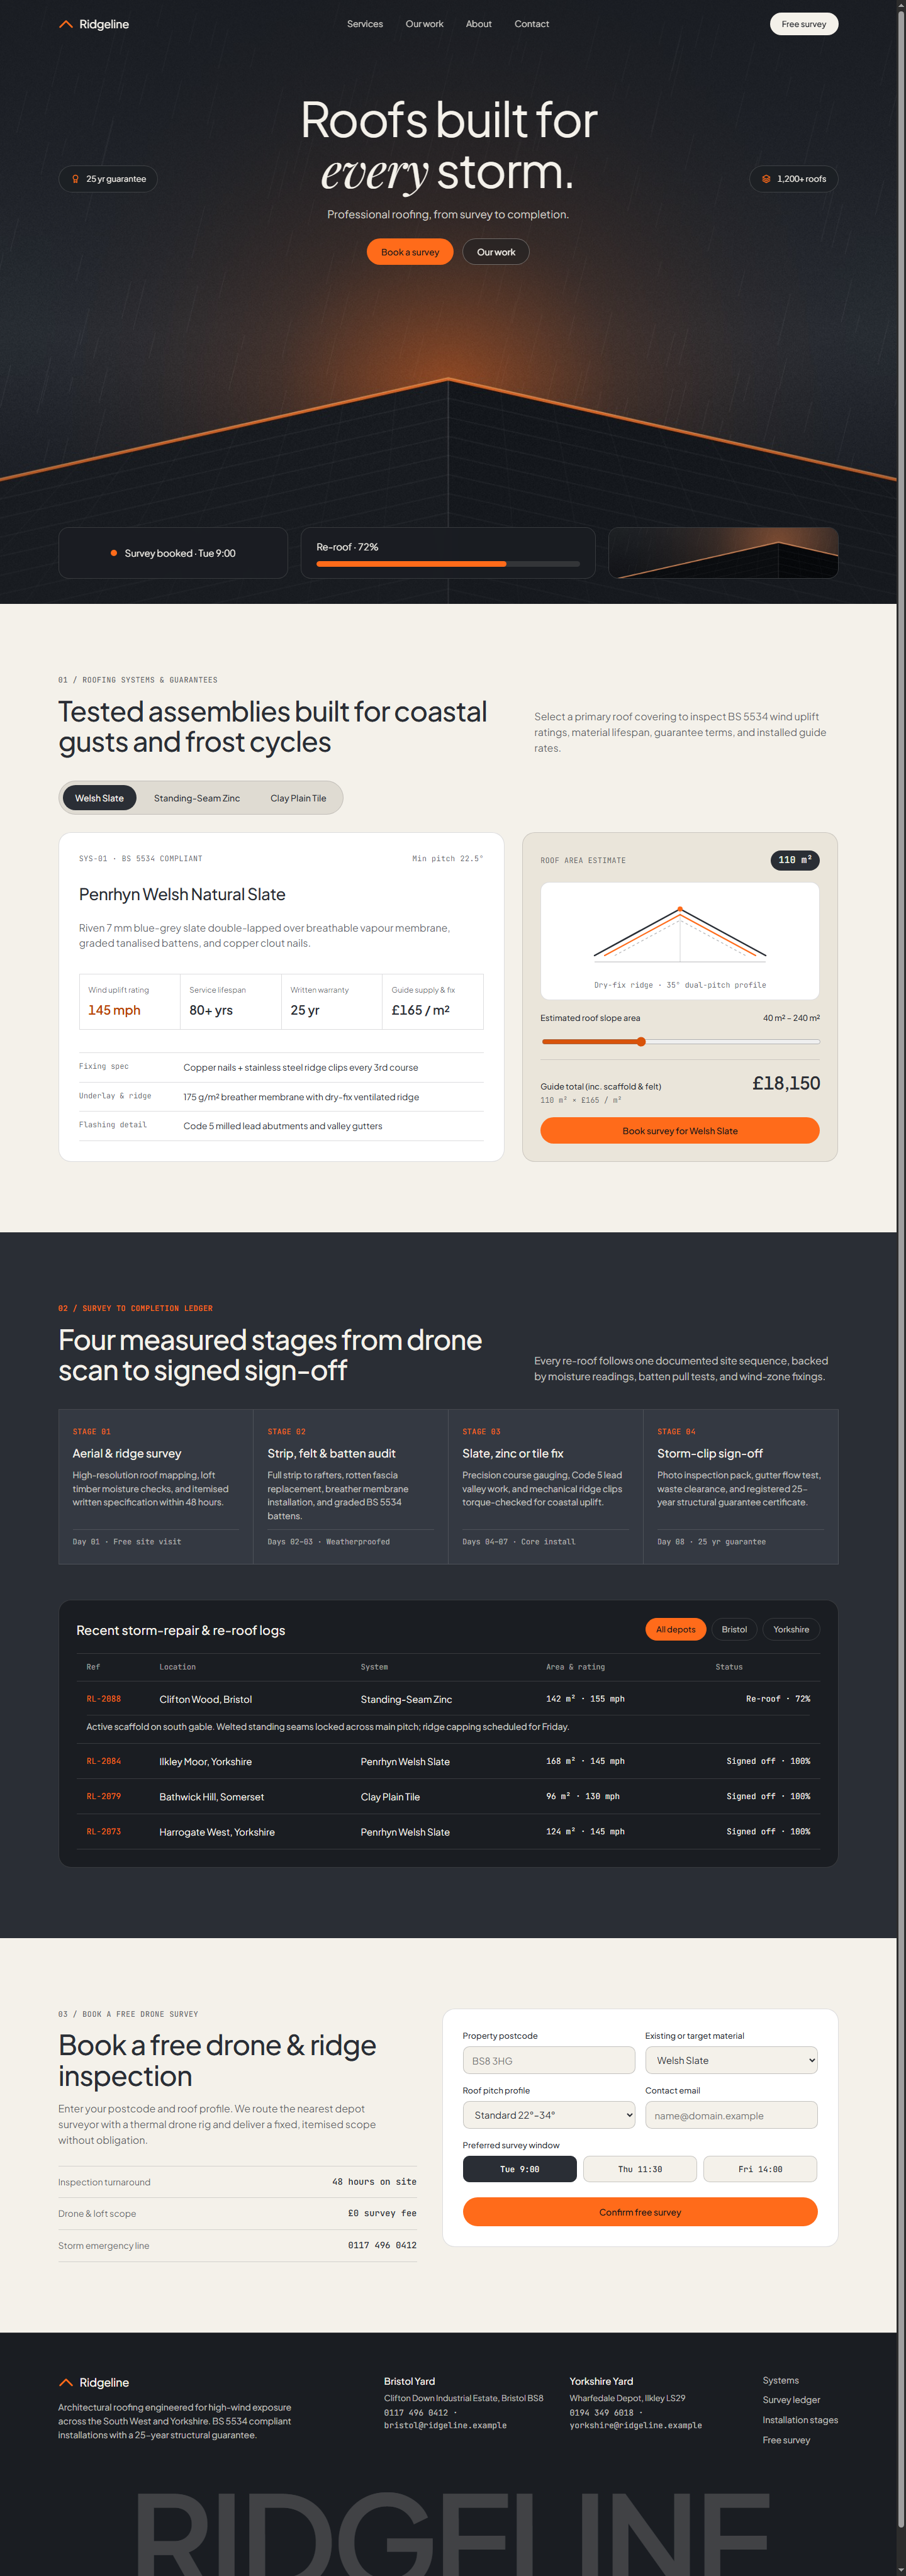 Ridgeline
Services Our work About Contact
Free survey
Roofs built for
every storm.
25 yr guarantee
1,200+ roofs
Professional roofing, from survey to completion.
Book a survey Our work
Survey booked · Tue 9:00
Re-roof · 72%
01 / ROOFING SYSTEMS & GUARANTEES
Tested assemblies built for coastal
gusts and frost cycles
Select a primary roof covering to inspect BS 5534 wind uplift
ratings, material lifespan, guarantee terms, and installed guide
rates.
Welsh Slate Standing-Seam Zinc Clay Plain Tile
SYS-01 · BS 5534 COMPLIANT Min pitch 22.5°
Penrhyn Welsh Natural Slate
Riven 7 mm blue-grey slate double-lapped over breathable vapour membrane,
graded tanalised battens, and copper clout nails.
Wind uplift rating Service lifespan Written warranty Guide supply & fix
145 mph 80+ yrs 25 yr £165 / m²
Fixing spec Copper nails + stainless steel ridge clips every 3rd course
Underlay & ridge 175 g/m² breather membrane with dry-fix ventilated ridge
Flashing detail Code 5 milled lead abutments and valley gutters
ROOF AREA ESTIMATE 110 m²
Dry-fix ridge · 35° dual-pitch profile
Estimated roof slope area 40 m² – 240 m²
Guide total (inc. scaffold & felt) £18,150
110 m² × £165 / m²
Book survey for Welsh Slate
02 / SURVEY TO COMPLETION LEDGER
Four measured stages from drone
scan to signed sign-off
Every re-roof follows one documented site sequence, backed
by moisture readings, batten pull tests, and wind-zone fixings.
STAGE 01
Aerial & ridge survey
High-resolution roof mapping, loft
timber moisture checks, and itemised
written specification within 48 hours.
Day 01 · Free site visit
STAGE 02
Strip, felt & batten audit
Full strip to rafters, rotten fascia
replacement, breather membrane
installation, and graded BS 5534
battens.
Days 02–03 · Weatherproofed
STAGE 03
Slate, zinc or tile fix
Precision course gauging, Code 5 lead
valley work, and mechanical ridge clips
torque-checked for coastal uplift.
Days 04–07 · Core install
STAGE 04
Storm-clip sign-off
Photo inspection pack, gutter flow test,
waste clearance, and registered 25-
year structural guarantee certificate.
Day 08 · 25 yr guarantee
Recent storm-repair & re-roof logs
All depots Bristol Yorkshire
Ref Location System Area & rating Status
RL-2088 Clifton Wood, Bristol Standing-Seam Zinc 142 m² · 155 mph Re-roof · 72%
Active scaffold on south gable. Welted standing seams locked across main pitch; ridge capping scheduled for Friday.
RL-2084 Ilkley Moor, Yorkshire Penrhyn Welsh Slate 168 m² · 145 mph Signed off · 100%
RL-2079 Bathwick Hill, Somerset Clay Plain Tile 96 m² · 130 mph Signed off · 100%
RL-2073 Harrogate West, Yorkshire Penrhyn Welsh Slate 124 m² · 145 mph Signed off · 100%
03 / BOOK A FREE DRONE SURVEY
Book a free drone & ridge
inspection
Enter your postcode and roof profile. We route the nearest depot
surveyor with a thermal drone rig and deliver a fixed, itemised scope
without obligation.
Inspection turnaround 48 hours on site
Drone & loft scope £0 survey fee
Storm emergency line 0117 496 0412
Property postcode Existing or target material
BS8 3HG Welsh Slate
Roof pitch profile Contact email
Standard 22°–34° name@domain.example
Preferred survey window
Tue 9:00 Thu 11:30 Fri 14:00
Confirm free survey
Ridgeline
Architectural roofing engineered for high-wind exposure
across the South West and Yorkshire. BS 5534 compliant
installations with a 25-year structural guarantee.
Bristol Yard
Clifton Down Industrial Estate, Bristol BS8
0117 496 0412 ·
bristol@ridgeline.example
Yorkshire Yard
Wharfedale Depot, Ilkley LS29
0194 349 6018 ·
yorkshire@ridgeline.example
Systems
Survey ledger
Installation stages
Free survey
RIDGELINE